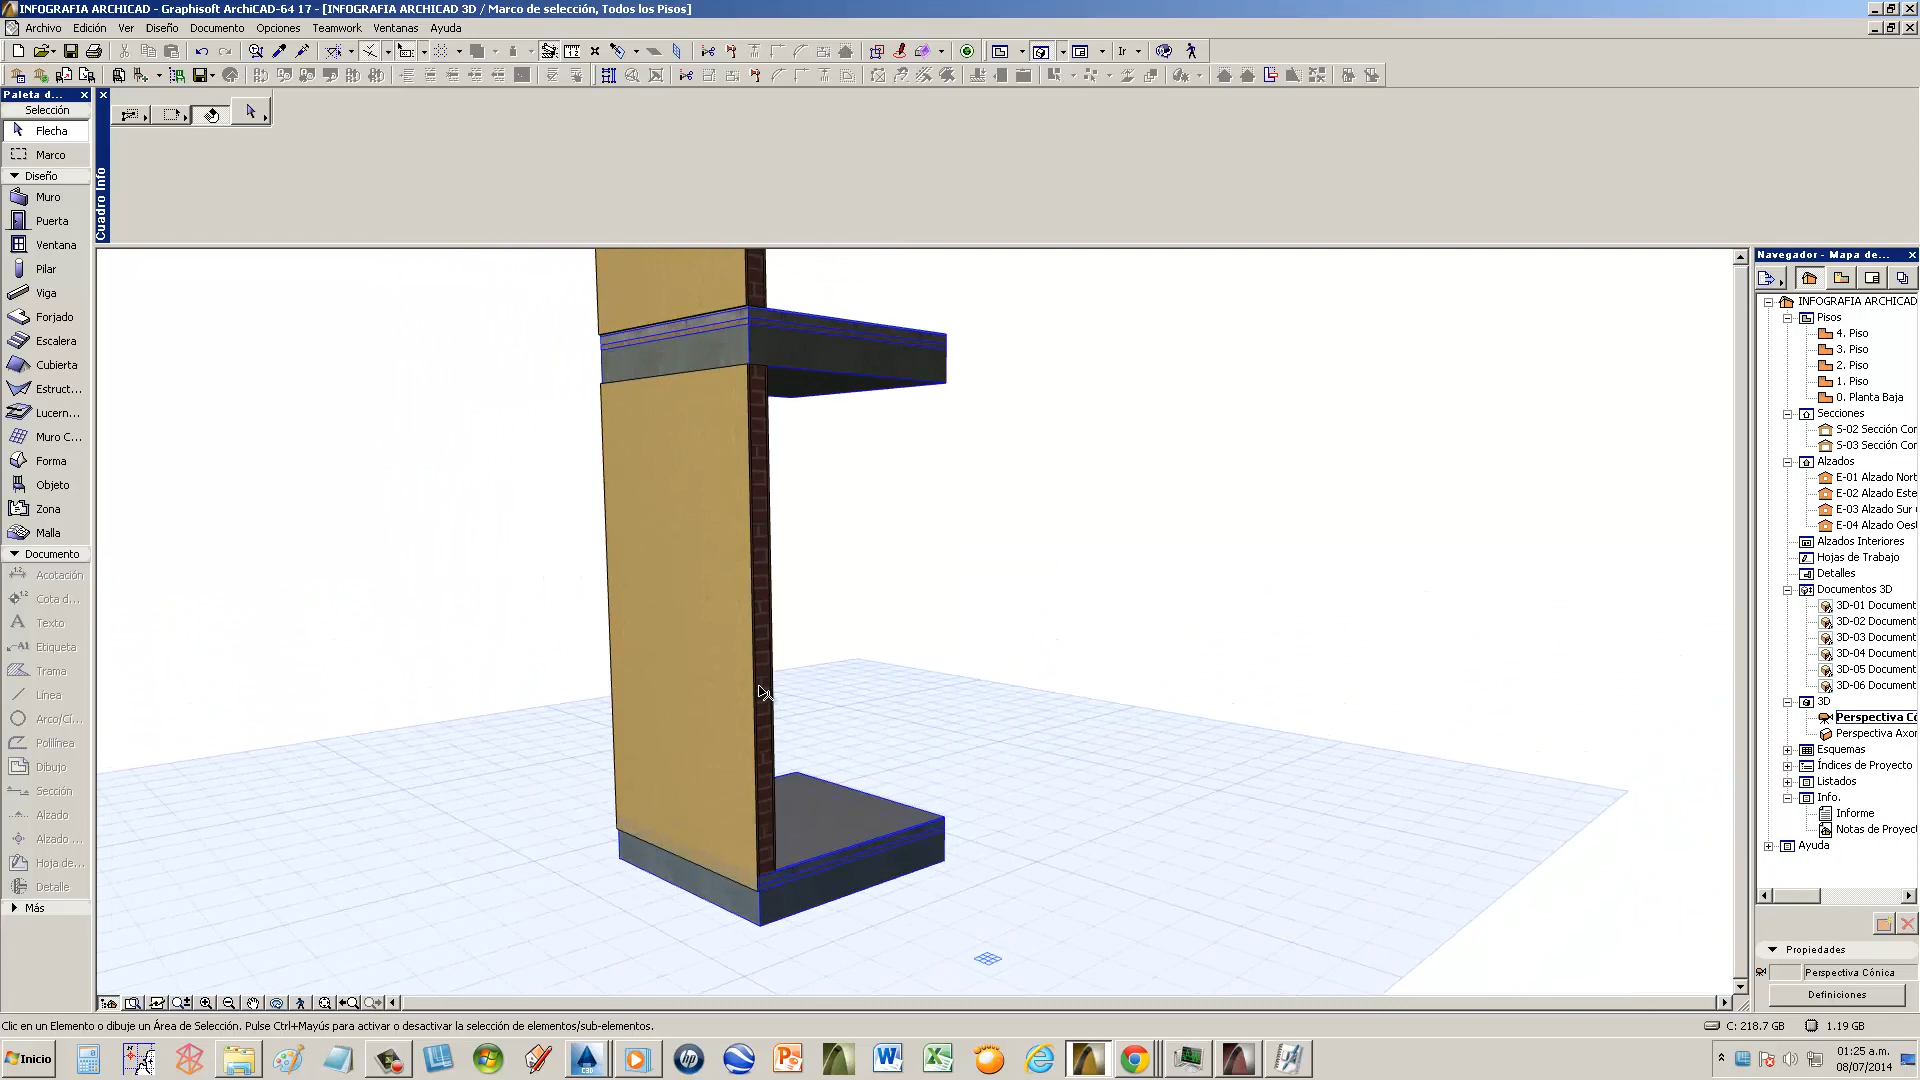 INFOGRAFIA ARCHICAD - Graphisoft ArchiCAD-64 17 - [INFOGRAFIA ARCHICAD 3D / Marco de selección, Todos los Pisos]
Archivo Edición Ver Diseño Documento Opciones Teamwork Ventanas Ayuda
Ir
Paleta d...
Selección
Flecha
Marco
Diseño
Muro
Puerta
Ventana
Pilar
Viga
Forjado
Escalera
Cubierta
Estruct...
Lucern...
Muro C...
Forma
Objeto
Zona
Malla
Documento
Acotación
Cota d...
Texto
Etiqueta
Trama
Línea
Arco/Cí...
Polilínea
Dibujo
Sección
Alzado
Alzado ...
Hoja de...
Detalle
Más
Cuadro Info
Navegador - Mapa de...
INFOGRAFIA ARCHICAD
Pisos
4. Piso
3. Piso
2. Piso
1. Piso
0. Planta Baja
Secciones
S-02 Sección Cor
S-03 Sección Cor
Alzados
E-01 Alzado Nort
E-02 Alzado Este
E-03 Alzado Sur
E-04 Alzado Oes
Alzados Interiores
Hojas de Trabajo
Detalles
Documentos 3D
3D-01 Document
3D-02 Document
3D-03 Document
3D-04 Document
3D-05 Document
3D-06 Document
3D
Perspectiva Có
Perspectiva Axor
Esquemas
Índices de Proyecto
Listados
Info.
Informe
Notas de Proyec
Ayuda
Propiedades
Perspectiva Cónica
Definiciones
Clic en un Elemento o dibuje un Área de Selección. Pulse Ctrl+Mayús para activar o desactivar la selección de elementos/sub-elementos.
C: 218.7 GB 1.19 GB
Inicio
01:25 a.m.
08/07/2014